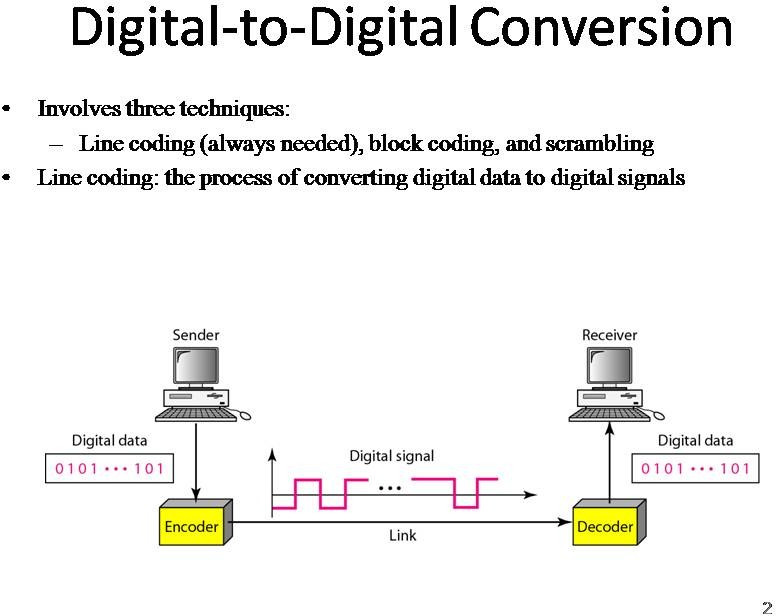 Digital-to-Digital Conversion
• Involves three techniques:
– Line coding (always needed), block coding, and scrambling
• Line coding: the process of converting digital data to digital signals
Sender
Receiver
Digital data
0101 ••• 101
Digital signal
•••
Digital data
0101 ••• 101
Encoder
Link
Decoder
2